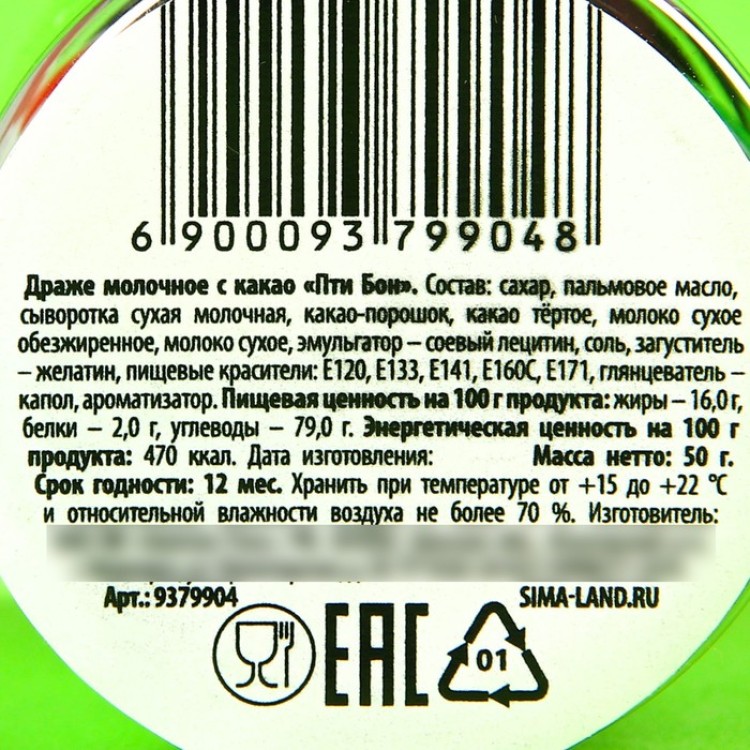 6 900093 799048
Драже молочное с какао «Пти Бон». Состав: сахар, пальмовое масло,
сыворотка сухая молочная, какао-порошок, какао тёртое, молоко сухое
обезжиренное, молоко сухое, эмульгатор – соевый лецитин, соль, загуститель
– желатин, пищевые красители: Е120, Е133, Е141, Е160С, Е171, глянцеватель –
капол, ароматизатор. Пищевая ценность на 100 г продукта: жиры – 16,0 г,
белки – 2,0 г, углеводы – 79,0 г. Энергетическая ценность на 100 г
продукта: 470 ккал. Дата изготовления: Масса нетто: 50 г.
Срок годности: 12 мес. Хранить при температуре от +15 до +22 °С
и относительной влажности воздуха не более 70 %. Изготовитель:
Арт.: 9379904 SIMA-LAND.RU
EAC 01